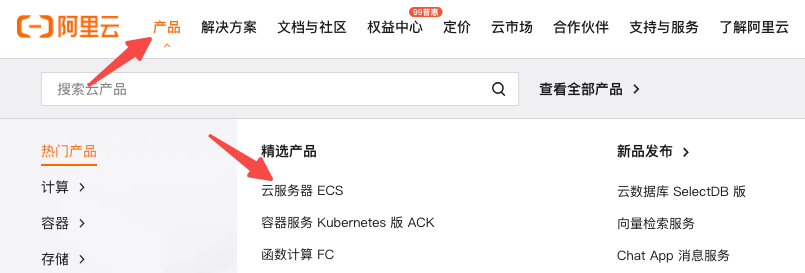 阿里云 产品 解决方案 文档与社区 权益中心 99普惠 定价 云市场 合作伙伴 支持与服务 了解阿里云
搜索云产品 查看全部产品
热门产品 精选产品 新品发布
计算 云服务器 ECS 云数据库 SelectDB 版
容器 容器服务 Kubernetes 版 ACK 向量检索服务
存储 函数计算 FC Chat App 消息服务